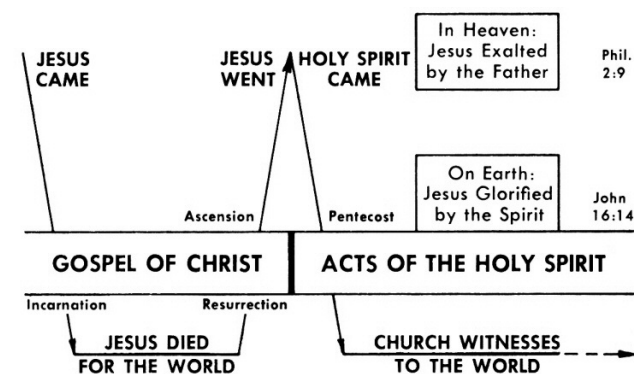 JESUS
CAME
JESUS
WENT
HOLY SPIRIT
CAME
In Heaven:
Jesus Exalted
by the Father
Phil.
2:9
On Earth:
Jesus Glorified
by the Spirit
John
16:14
Ascension
Pentecost
GOSPEL OF CHRIST
ACTS OF THE HOLY SPIRIT
Incarnation
Resurrection
JESUS DIED
FOR THE WORLD
CHURCH WITNESSES
TO THE WORLD